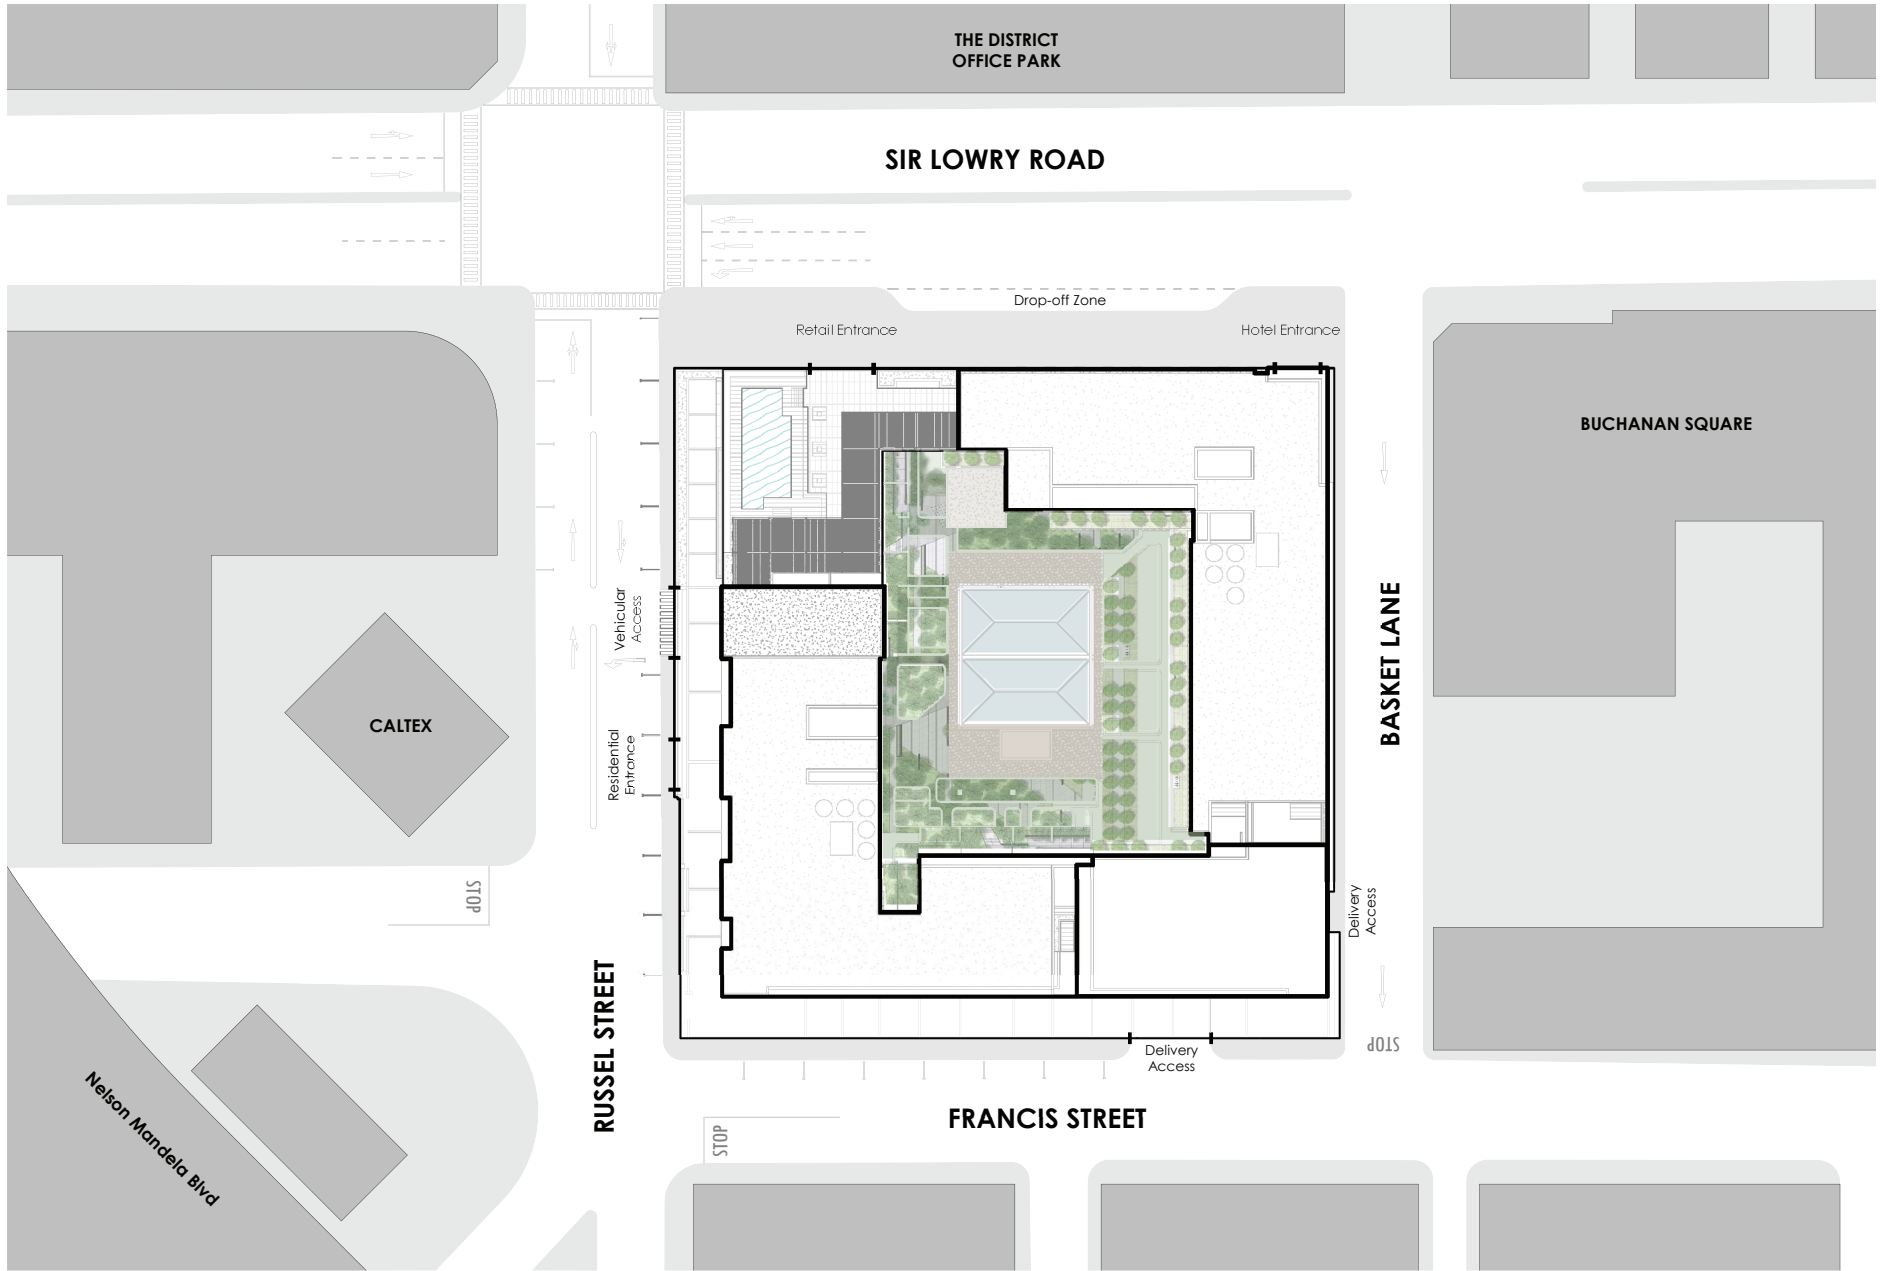 THE DISTRICT
OFFICE PARK
SIR LOWRY ROAD
Drop-off Zone
Retail Entrance
Hotel Entrance
BUCHANAN SQUARE
Vehicular
Access
BASKET LANE
CALTEX
Residential
Entrance
STOP
Delivery
Access
RUSSEL STREET
STOP
Delivery
Access
Nelson Mandela Blvd
FRANCIS STREET
STOP